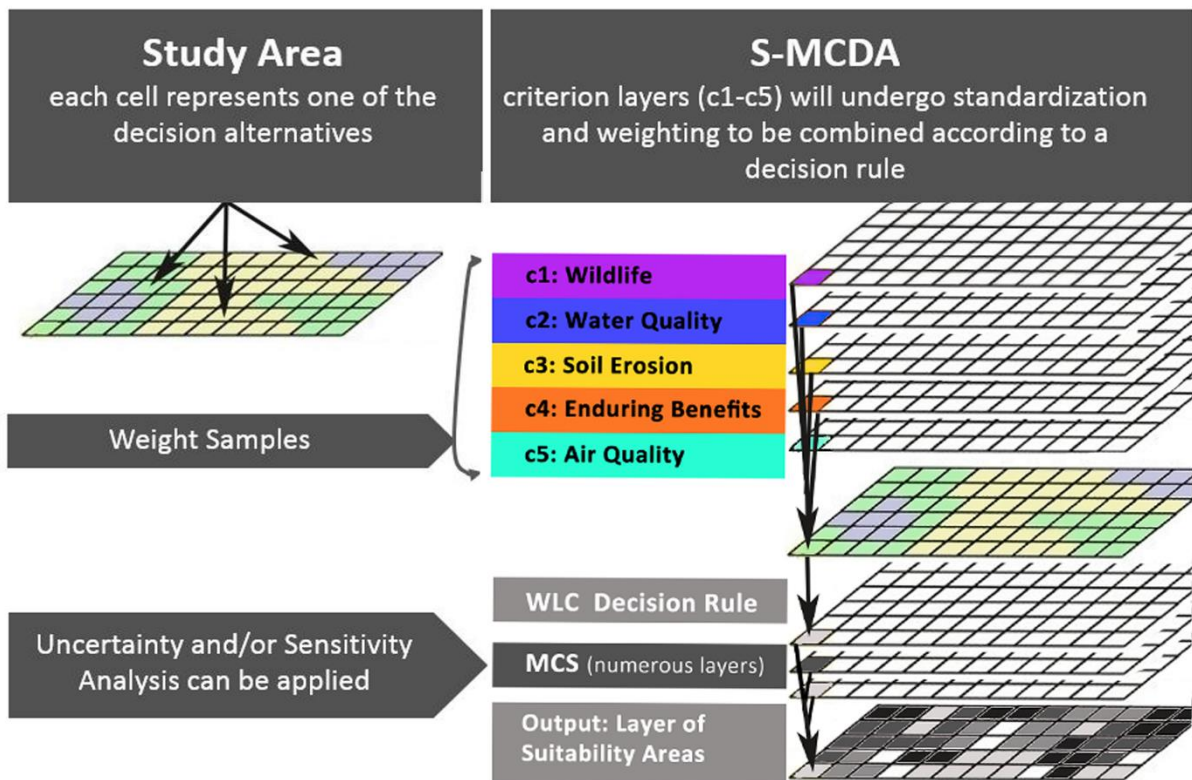 Study Area
each cell represents one of the
decision alternatives
S-MCDA
criterion layers (c1-c5) will undergo standardization
and weighting to be combined according to a
decision rule
c1: Wildlife
c2: Water Quality
c3: Soil Erosion
c4: Enduring Benefits
c5: Air Quality
Weight Samples
WLC Decision Rule
Uncertainty and/or Sensitivity
Analysis can be applied
MCS (numerous layers)
Output: Layer of
Suitability Areas